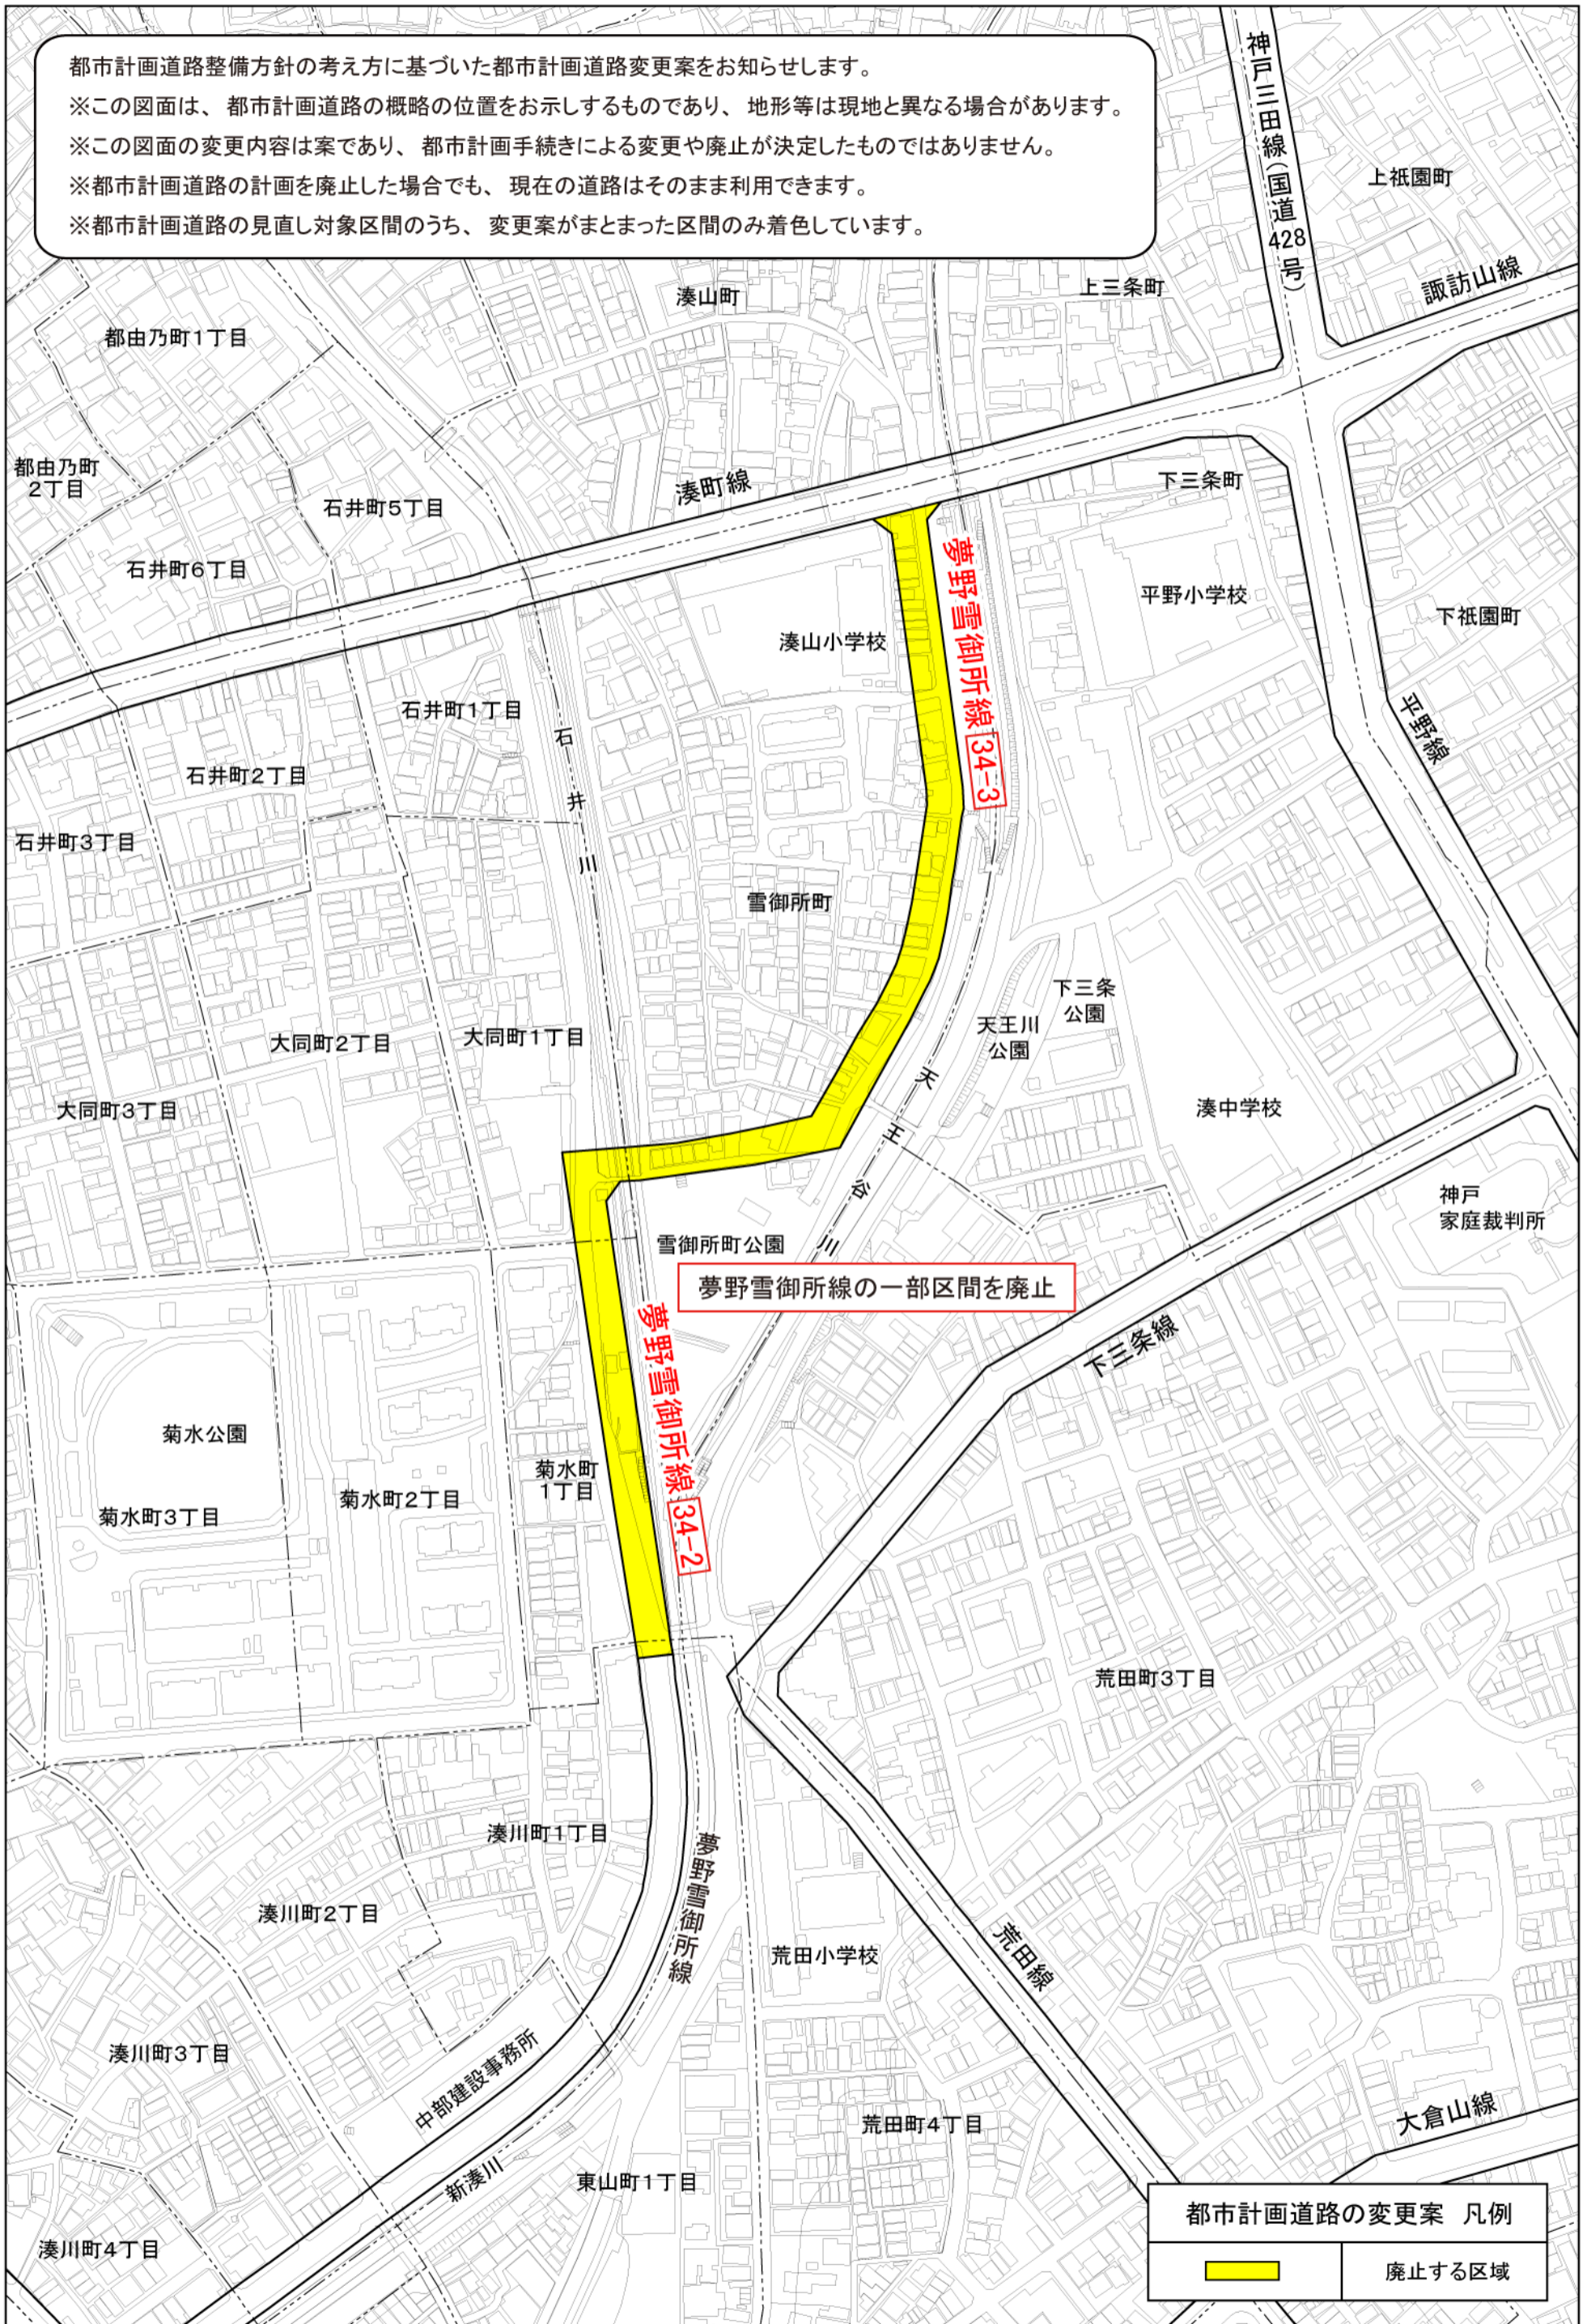 都市計画道路整備方針の考え方に基づいた都市計画道路変更案をお知らせします。
※この図面は、都市計画道路の概略の位置をお示しするものであり、地形等は現地と異なる場合があります。
※この図面の変更内容は案であり、都市計画手続きによる変更や廃止が決定したものではありません。
※都市計画道路の計画を廃止した場合でも、現在の道路はそのまま利用できます。
※都市計画道路の見直し対象区間のうち、変更案がまとまった区間のみ着色しています。
神戸三田線(国道428号)
上祇園町
諏訪山線
上三条町
湊山町
都由乃町1丁目
都由乃町
2丁目
石井町5丁目
湊町線
下三条町
石井町6丁目
夢野雪御所線 34-3
平野小学校
下祇園町
湊山小学校
石井町1丁目
石井川
平野線
石井町2丁目
石井町3丁目
雪御所町
下三条
公園
天王川
公園
大同町2丁目
大同町1丁目
大同町3丁目
天王谷川
湊中学校
神戸
家庭裁判所
雪御所町公園
夢野雪御所線の一部区間を廃止
夢野雪御所線 34-2
下三条線
菊水公園
菊水町
1丁目
菊水町2丁目
菊水町3丁目
荒田町3丁目
湊川町1丁目
夢野雪御所線
湊川町2丁目
荒田小学校
荒田線
湊川町3丁目
中部建設事務所
大倉山線
荒田町4丁目
新湊川
東山町1丁目
湊川町4丁目
都市計画道路の変更案 凡例
廃止する区域